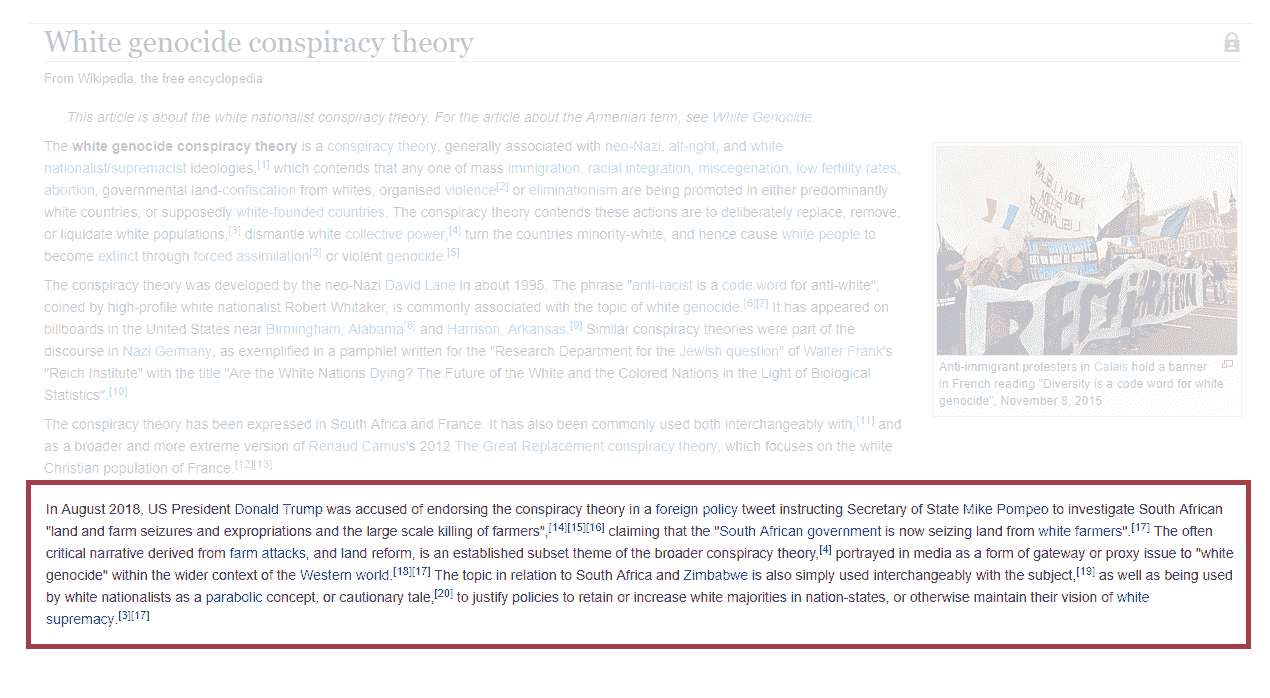 White genocide conspiracy theory
From Wikipedia, the free encyclopedia
This article is about the white nationalist conspiracy theory. For the article about the Armenian term, see White Genocide.
The white genocide conspiracy theory is a conspiracy theory, generally associated with neo-Nazi, alt-right, and white
nationalist/supremacist ideologies,[1] which contends that any one of mass immigration, racial integration, miscegenation, low fertility rates,
abortion, governmental land-confiscation from whites, organised violence[2] or eliminationism are being promoted in either predominantly
white countries, or supposedly white-founded countries. The conspiracy theory contends these actions are to deliberately replace, remove,
or liquidate white populations,[3] dismantle white collective power,[4] turn the countries minority-white, and hence cause white people to
become extinct through forced assimilation[2] or violent genocide.[5]
The conspiracy theory was developed by the neo-Nazi David Lane in about 1995. The phrase "anti-racist is a code word for anti-white",
coined by high-profile white nationalist Robert Whitaker, is commonly associated with the topic of white genocide.[6][7] It has appeared on
billboards in the United States near Birmingham, Alabama[8] and Harrison, Arkansas.[9] Similar conspiracy theories were part of the
discourse in Nazi Germany, as exemplified in a pamphlet written for the "Research Department for the Jewish question" of Walter Frank's
"Reich Institute" with the title "Are the White Nations Dying? The Future of the White and the Colored Nations in the Light of Biological
Statistics".[10]
The conspiracy theory has been expressed in South Africa and France. It has also been commonly used both interchangeably with,[11] and
as a broader and more extreme version of Renaud Camus's 2012 The Great Replacement conspiracy theory, which focuses on the white
Christian population of France.[12][13]
Anti-immigrant protesters in Calais hold a banner
in French reading "Diversity is a code word for white
genocide", November 8, 2015
In August 2018, US President Donald Trump was accused of endorsing the conspiracy theory in a foreign policy tweet instructing Secretary of State Mike Pompeo to investigate South African
"land and farm seizures and expropriations and the large scale killing of farmers",[14][15][16] claiming that the "South African government is now seizing land from white farmers".[17] The often
critical narrative derived from farm attacks, and land reform, is an established subset theme of the broader conspiracy theory,[4] portrayed in media as a form of gateway or proxy issue to "white
genocide" within the wider context of the Western world.[18][17] The topic in relation to South Africa and Zimbabwe is also simply used interchangeably with the subject,[19] as well as being used
by white nationalists as a parabolic concept, or cautionary tale,[20] to justify policies to retain or increase white majorities in nation-states, or otherwise maintain their vision of white
supremacy.[3][17]